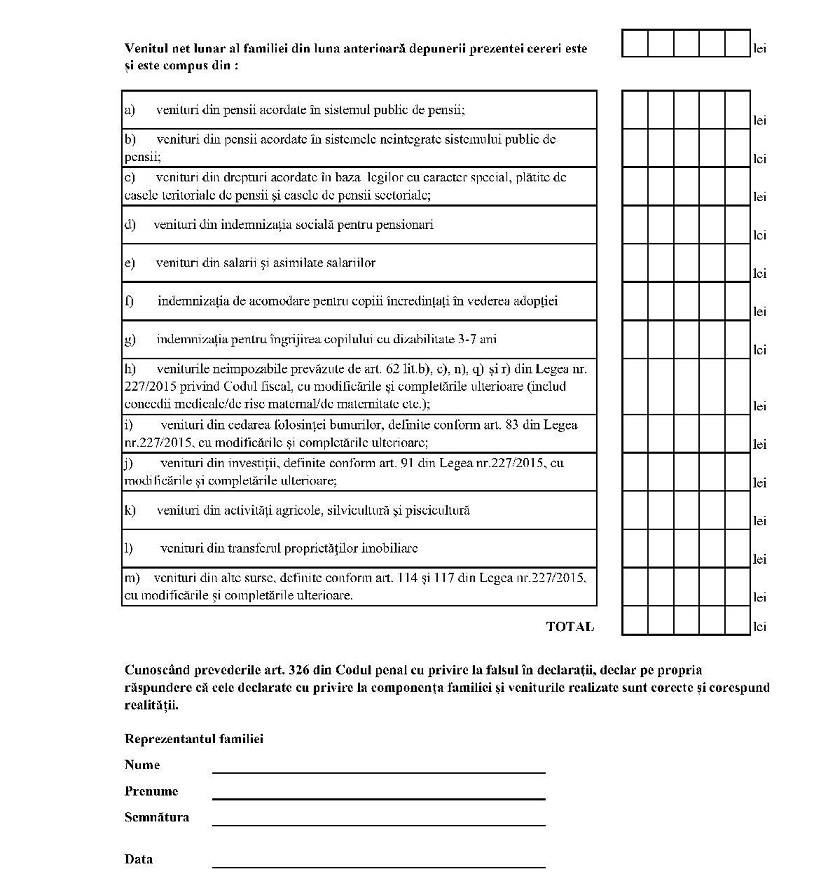 Venitul net lunar al familiei din luna anterioară depunerii prezentei cereri este
și este compus din :
lei
a) venituri din pensii acordate în sistemul public de pensii;
lei
b) venituri din pensii acordate în sistemele neintegrate sistemului public de
pensii;
lei
c) venituri din drepturi acordate în baza legilor cu caracter special, plătite de
casele teritoriale de pensii și casele de pensii sectoriale;
lei
d) venituri din indemnizația socială pentru pensionari
lei
e) venituri din salarii și asimilate salariilor
lei
f) indemnizația de acomodare pentru copiii încredințați în vederea adopției
lei
g) indemnizația pentru îngrijirea copilului cu dizabilitate 3-7 ani
lei
h) veniturile neimpozabile prevăzute de art. 62 lit.b), c), n), q) și r) din Legea nr.
227/2015 privind Codul fiscal, cu modificările și completările ulterioare (includ
concedii medicale/de risc maternal/de maternitate etc.);
lei
i) venituri din cedarea folosinței bunurilor, definite conform art. 83 din Legea
nr.227/2015, cu modificările și completările ulterioare;
lei
j) venituri din investiții, definite conform art. 91 din Legea nr.227/2015, cu
modificările și completările ulterioare;
lei
k) venituri din activități agricole, silvicultură și piscicultură
lei
l) venituri din transferul proprietăților imobiliare
lei
m) venituri din alte surse, definite conform art. 114 și 117 din Legea nr.227/2015,
cu modificările și completările ulterioare.
lei
TOTAL lei
Cunoscând prevederile art. 326 din Codul penal cu privire la falsul în declarații, declar pe propria
răspundere că cele declarate cu privire la componența familiei și veniturile realizate sunt corecte și corespund
realității.
Reprezentantul familiei
Nume
Prenume
Semnătura
Data